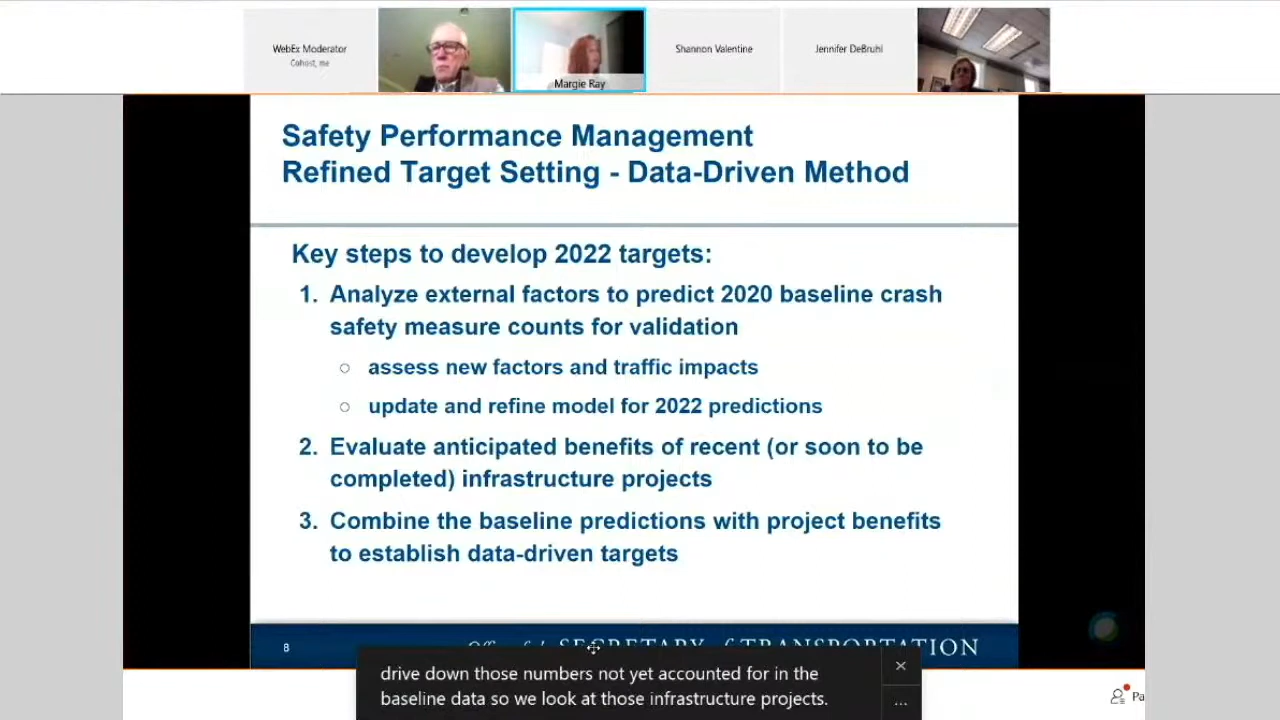 WebEx Moderator
Cohost, me
Margie Ray
Shannon Valentine
Jennifer DeBruhl
Safety Performance Management
Refined Target Setting - Data-Driven Method
Key steps to develop 2022 targets:
1. Analyze external factors to predict 2020 baseline crash
safety measure counts for validation
○ assess new factors and traffic impacts
○ update and refine model for 2022 predictions
2. Evaluate anticipated benefits of recent (or soon to be
completed) infrastructure projects
3. Combine the baseline predictions with project benefits
to establish data-driven targets
8
SECRETARY of TRANSPORTATION
drive down those numbers not yet accounted for in the
baseline data so we look at those infrastructure projects.
Pa